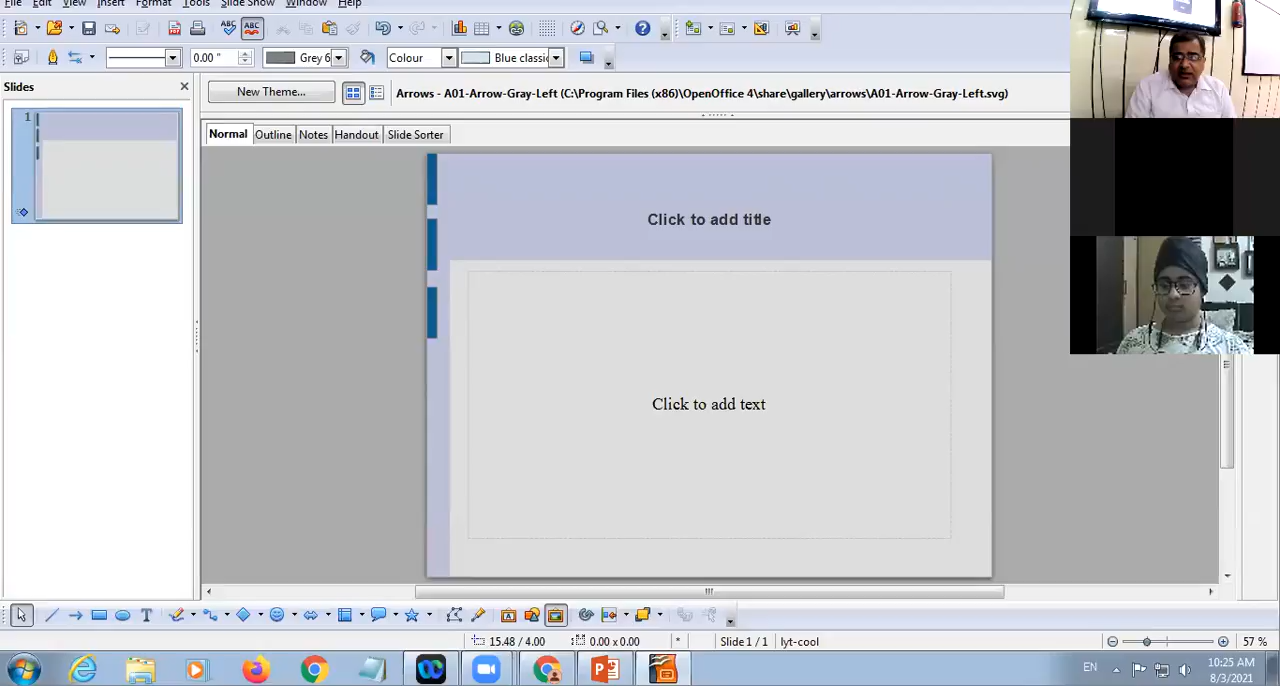 File Edit View Insert Format Tools Slide Show Window Help
ABC ABC
0.00 " Grey 6 Colour Blue classic
Slides
New Theme... Arrows - A01-Arrow-Gray-Left (C:\Program Files (x86)\OpenOffice 4\share\gallery\arrows\A01-Arrow-Gray-Left.svg)
1
Normal Outline Notes Handout Slide Sorter
Click to add title
Click to add text
15.48 / 4.00 0.00 x 0.00 * Slide 1 / 1 lyt-cool 57 %
EN 10:25 AM
8/3/2021